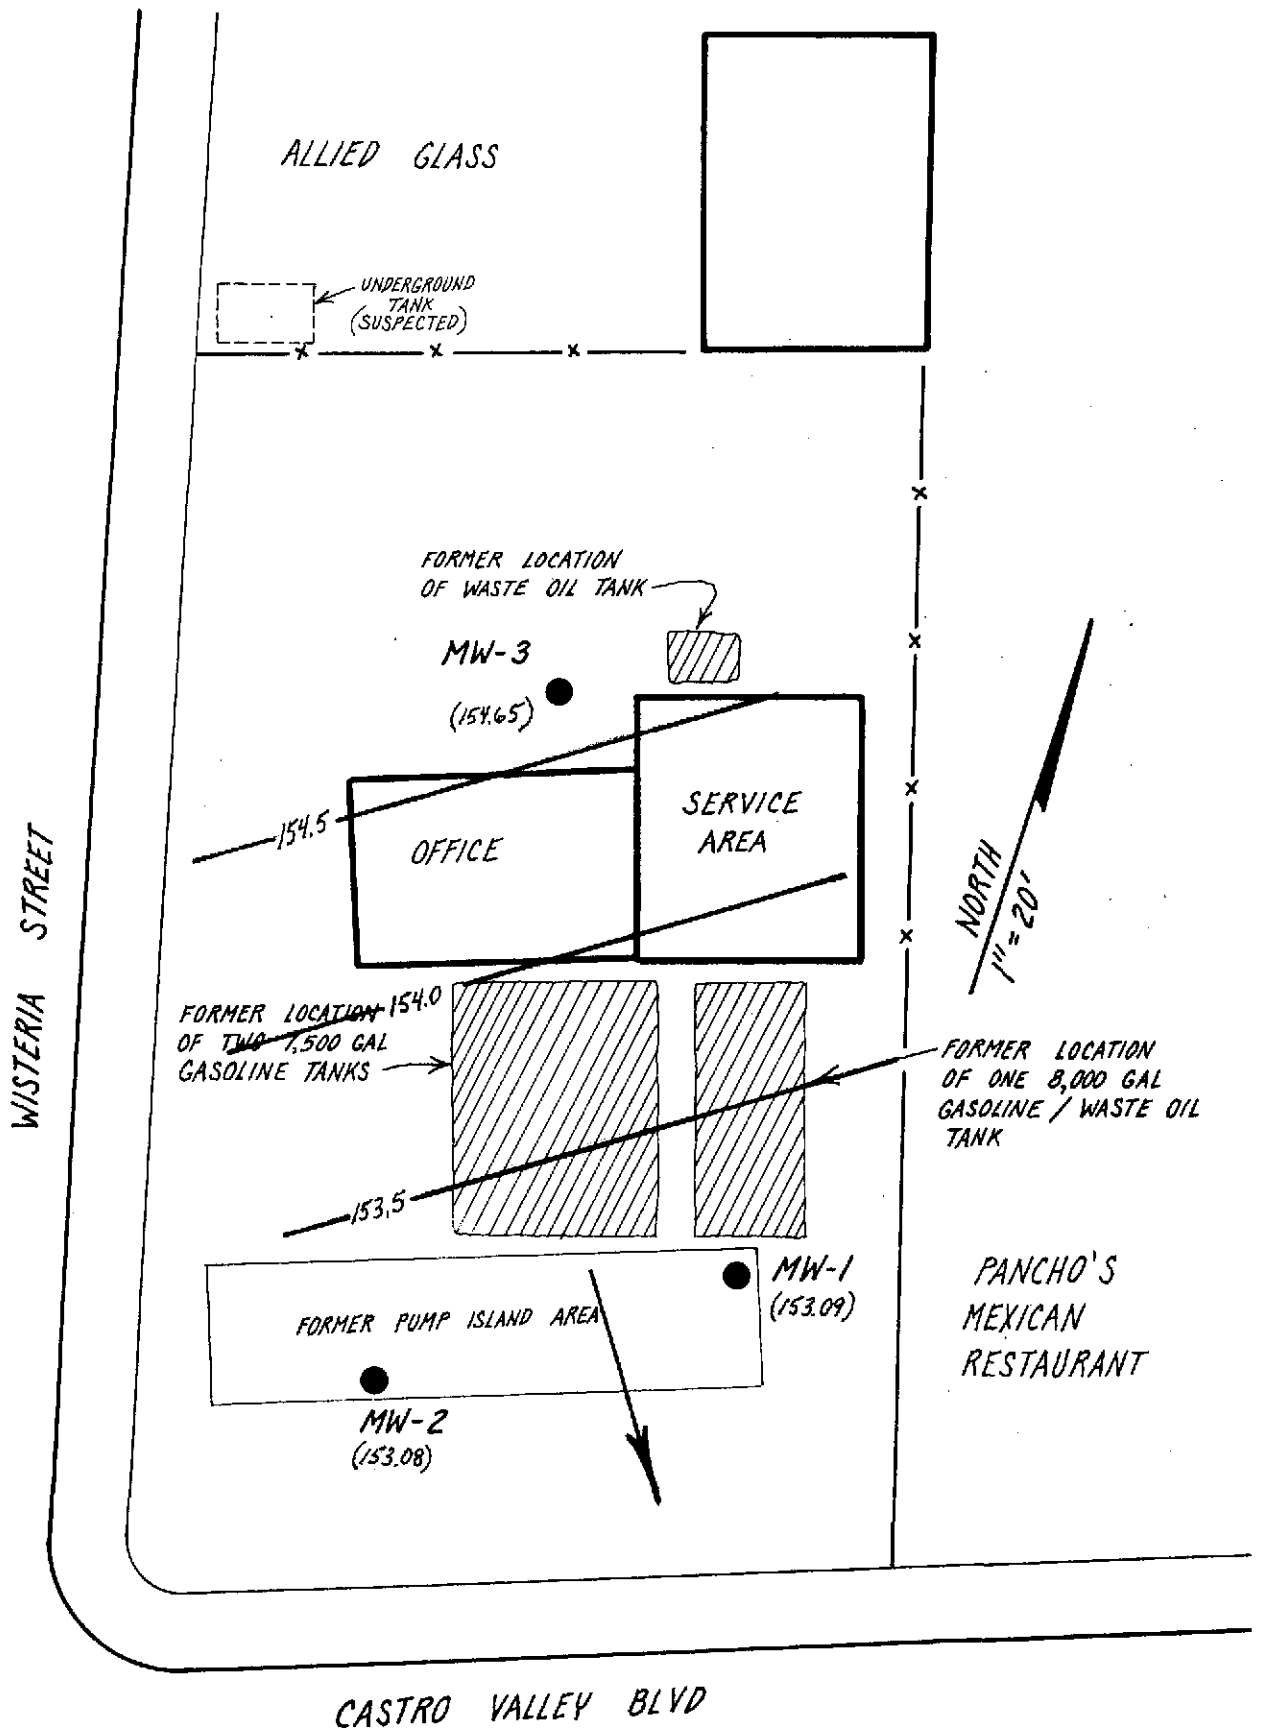 ALLIED GLASS
UNDERGROUND
TANK
(SUSPECTED)
FORMER LOCATION
OF WASTE OIL TANK
MW-3
(154.65)
154.5
OFFICE
SERVICE
AREA
NORTH
1" = 20'
WISTERIA STREET
FORMER LOCATION
OF TWO 7,500 GAL
GASOLINE TANKS
154.0
FORMER LOCATION
OF ONE 8,000 GAL
GASOLINE / WASTE OIL
TANK
153.5
MW-1
(153.09)
FORMER PUMP ISLAND AREA
MW-2
(153.08)
PANCHO'S
MEXICAN
RESTAURANT
CASTRO VALLEY BLVD